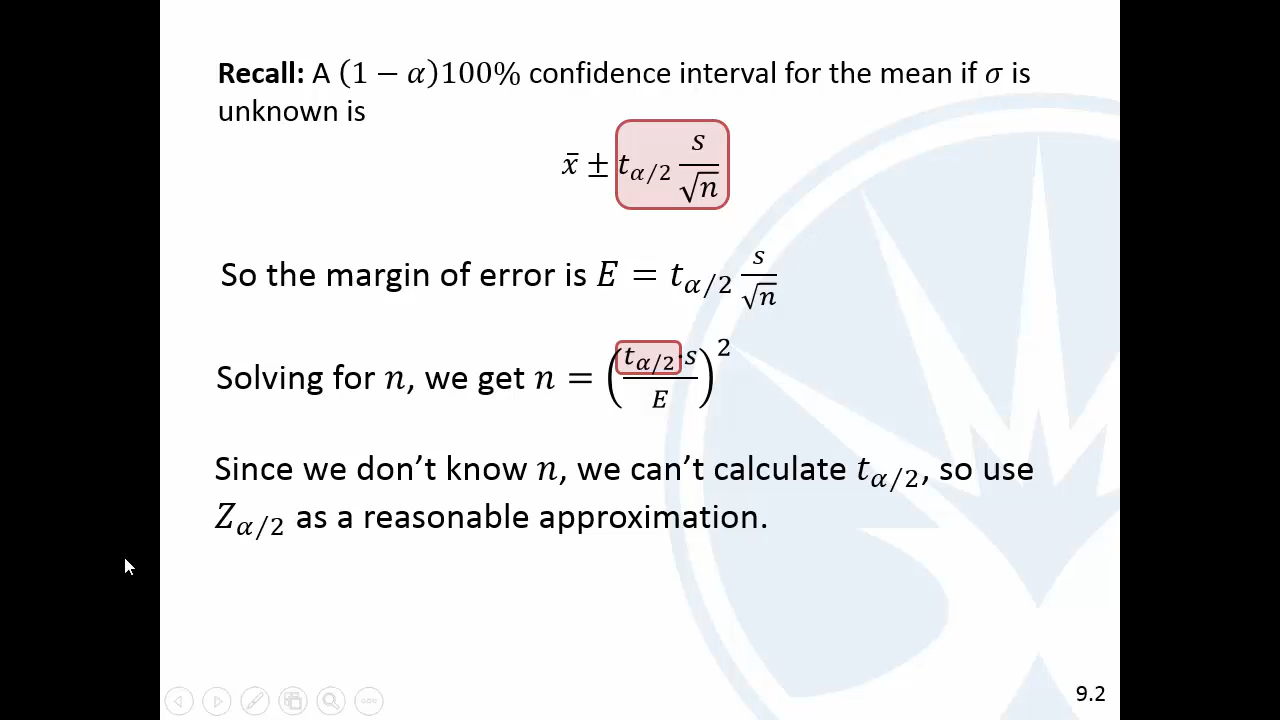 Recall: A (1 − α)100% confidence interval for the mean if σ is
unknown is
x̄ ± t_{α/2} s/√n
So the margin of error is E = t_{α/2} s/√n
Solving for n, we get n = (t_{α/2}·s/E)²
Since we don’t know n, we can’t calculate t_{α/2}, so use
Z_{α/2} as a reasonable approximation.
9.2